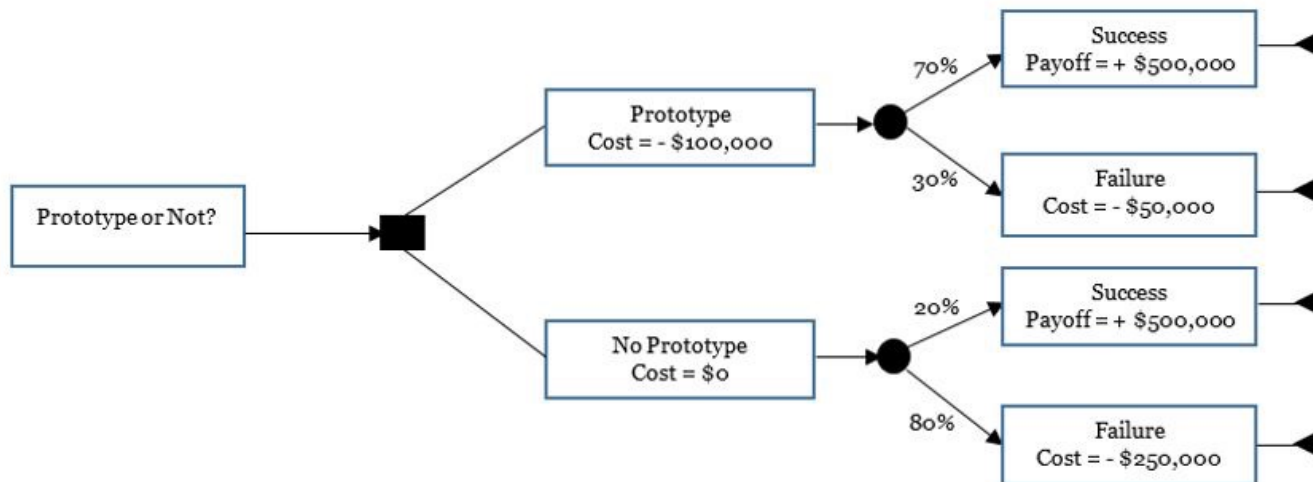 Success
Payoff = + $500,000
70%
Prototype
Cost = - $100,000
30%
Failure
Cost = - $50,000
Prototype or Not?
Success
Payoff = + $500,000
20%
No Prototype
Cost = $0
80%
Failure
Cost = - $250,000